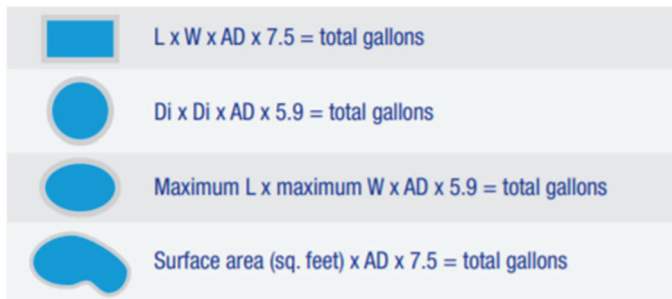 L x W x AD x 7.5 = total gallons
Di x Di x AD x 5.9 = total gallons
Maximum L x maximum W x AD x 5.9 = total gallons
Surface area (sq. feet) x AD x 7.5 = total gallons